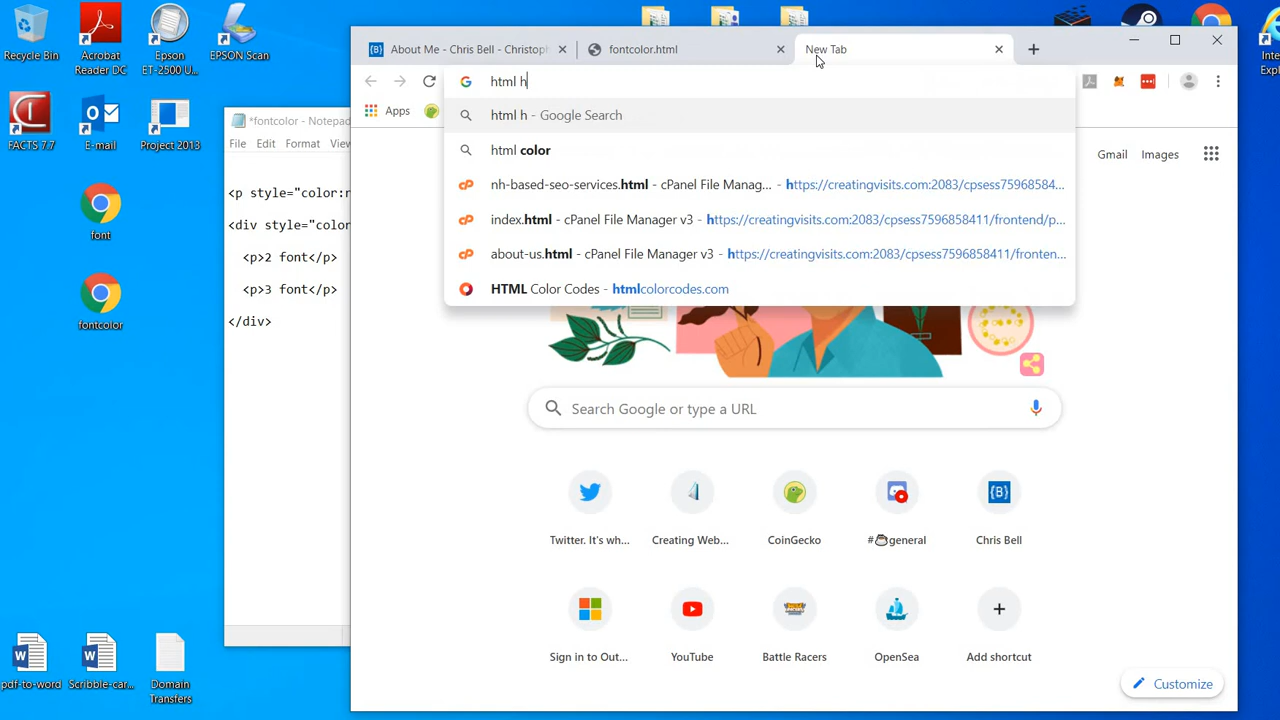 Recycle Bin
Acrobat
Reader DC
Epson
ET-2500 U...
EPSON Scan
FACTS 7.7
E-mail
Project 2013
font
fontcolor
pdf-to-word
Scribble-car...
Domain
Transfers
*fontcolor - Notepad
File Edit Format View
<p style="color:
<div style="color
<p>2 font</p>
<p>3 font</p>
</div>
About Me - Chris Bell - Christoph
fontcolor.html
New Tab
html h
Apps
html h - Google Search
html color
nh-based-seo-services.html - cPanel File Manag... - https://creatingvisits.com:2083/cpsess75968584...
index.html - cPanel File Manager v3 - https://creatingvisits.com:2083/cpsess7596858411/frontend/p...
about-us.html - cPanel File Manager v3 - https://creatingvisits.com:2083/cpsess7596858411/fronten...
HTML Color Codes - htmlcolorcodes.com
Gmail Images
Search Google or type a URL
Twitter. It's wh...
Creating Web...
CoinGecko
#general
Chris Bell
Sign in to Out...
YouTube
Battle Racers
OpenSea
Add shortcut
Customize
Inte
Expl